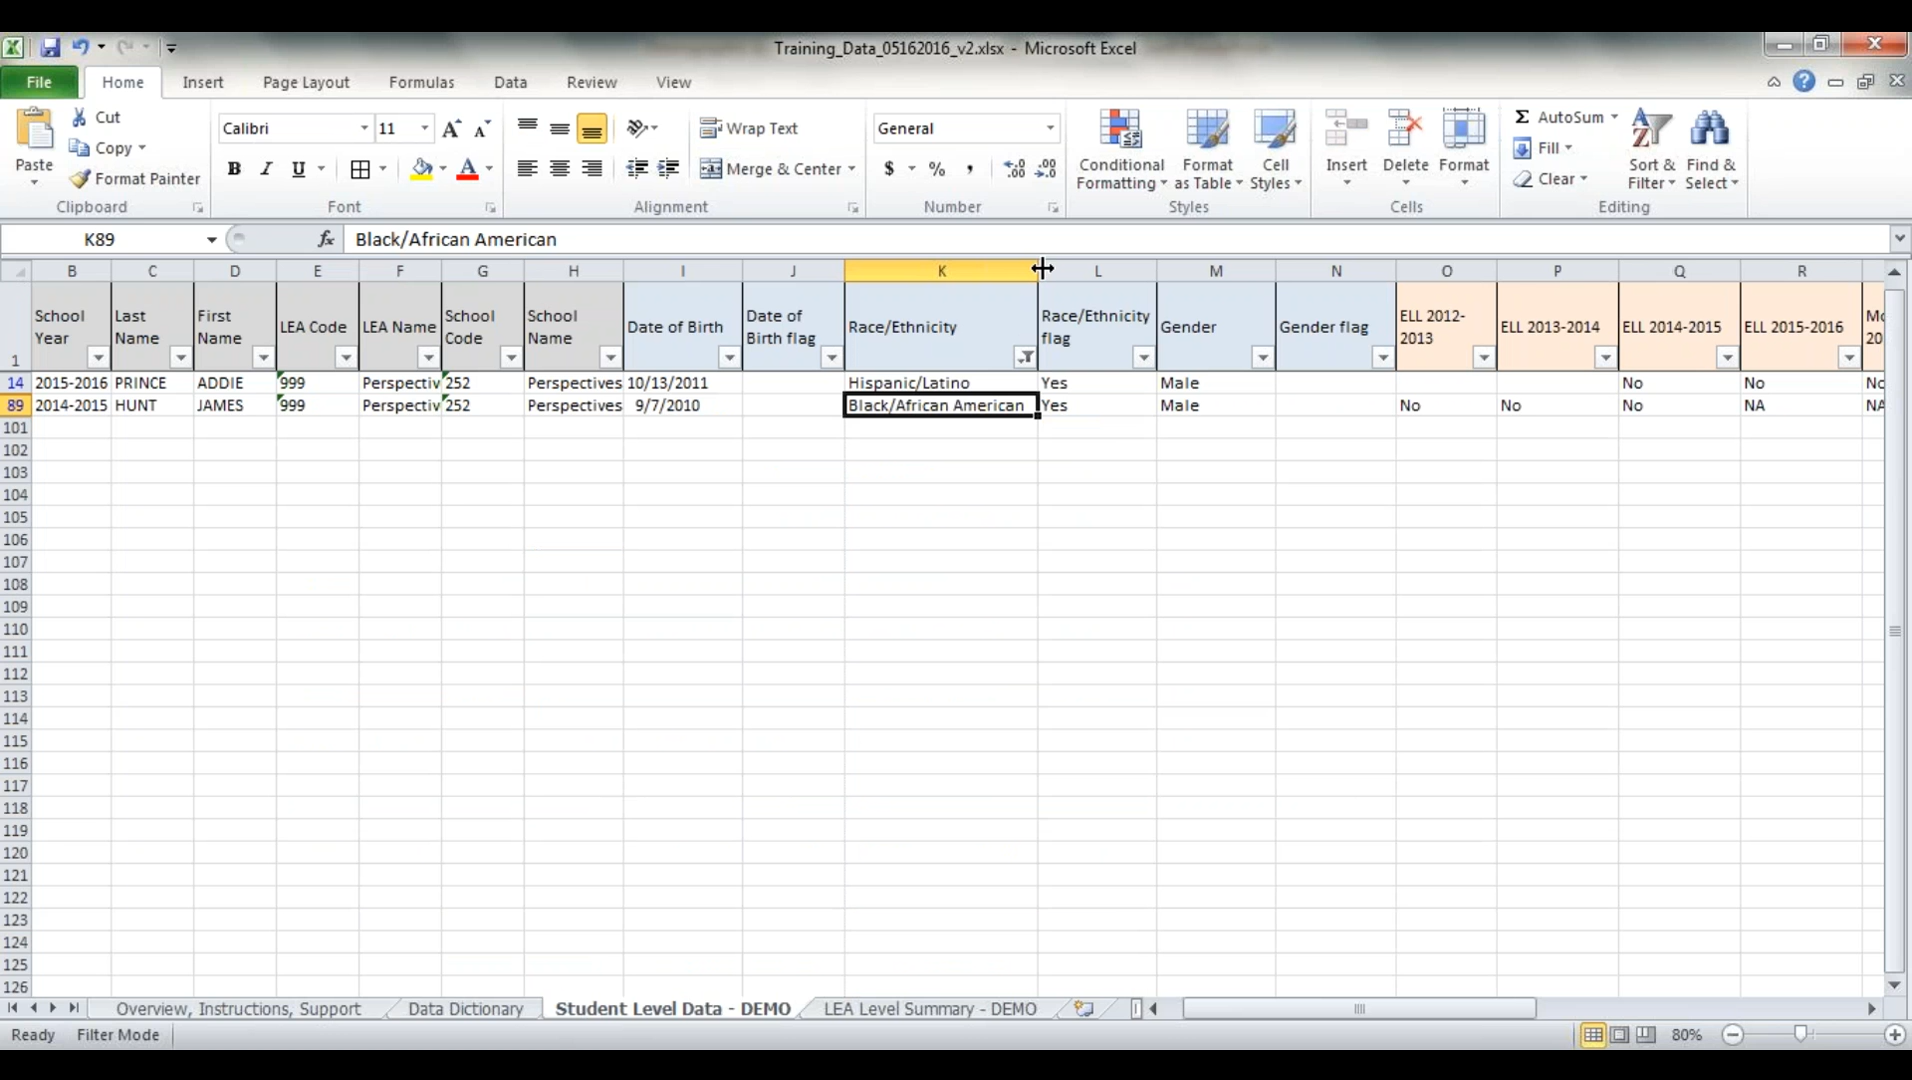 Training_Data_05162016_v2.xlsx - Microsoft Excel
File Home Insert Page Layout Formulas Data Review View
Paste Cut Copy Format Painter Clipboard
Calibri 11 Font
Wrap Text Merge & Center Alignment
General $ % , Number
Conditional Formatting Format as Table Cell Styles Styles
Insert Delete Format Cells
Σ AutoSum Fill Clear Sort & Filter Find & Select Editing
K89 fx Black/African American
B C D E F G H I J K L M N O P Q R
1 School Year Last Name First Name LEA Code LEA Name School Code School Name Date of Birth Date of Birth flag Race/Ethnicity Race/Ethnicity flag Gender Gender flag ELL 2012-2013 ELL 2013-2014 ELL 2014-2015 ELL 2015-2016
14 2015-2016 PRINCE ADDIE 999 Perspectiv 252 Perspectives 10/13/2011 Hispanic/Latino Yes Male No No
89 2014-2015 HUNT JAMES 999 Perspectiv 252 Perspectives 9/7/2010 Black/African American Yes Male No No No NA NA
101
102
103
104
105
106
107
108
109
110
111
112
113
114
115
116
117
118
119
120
121
122
123
124
125
126
Overview, Instructions, Support Data Dictionary Student Level Data - DEMO LEA Level Summary - DEMO
Ready Filter Mode 80%